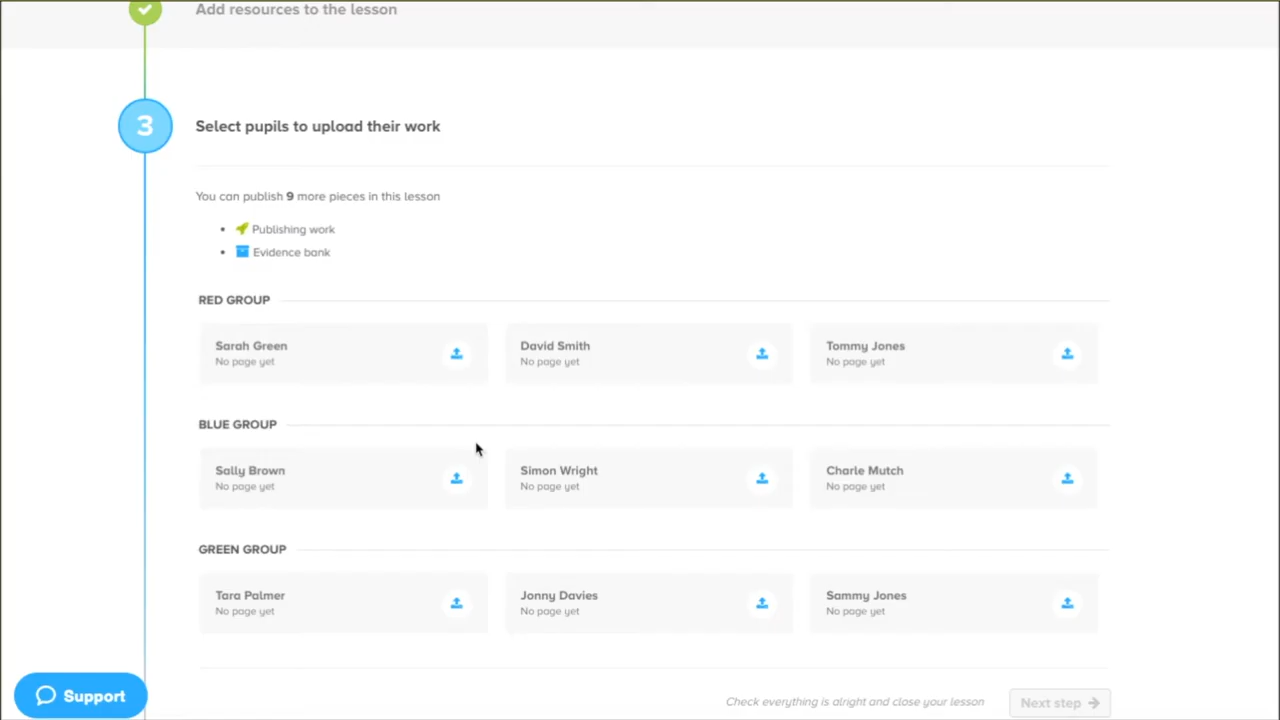 Add resources to the lesson
3
Select pupils to upload their work
You can publish 9 more pieces in this lesson
Publishing work
Evidence bank
RED GROUP
Sarah Green
No page yet
David Smith
No page yet
Tommy Jones
No page yet
BLUE GROUP
Sally Brown
No page yet
Simon Wright
No page yet
Charle Mutch
No page yet
GREEN GROUP
Tara Palmer
No page yet
Jonny Davies
No page yet
Sammy Jones
No page yet
Support
Check everything is alright and close your lesson
Next step